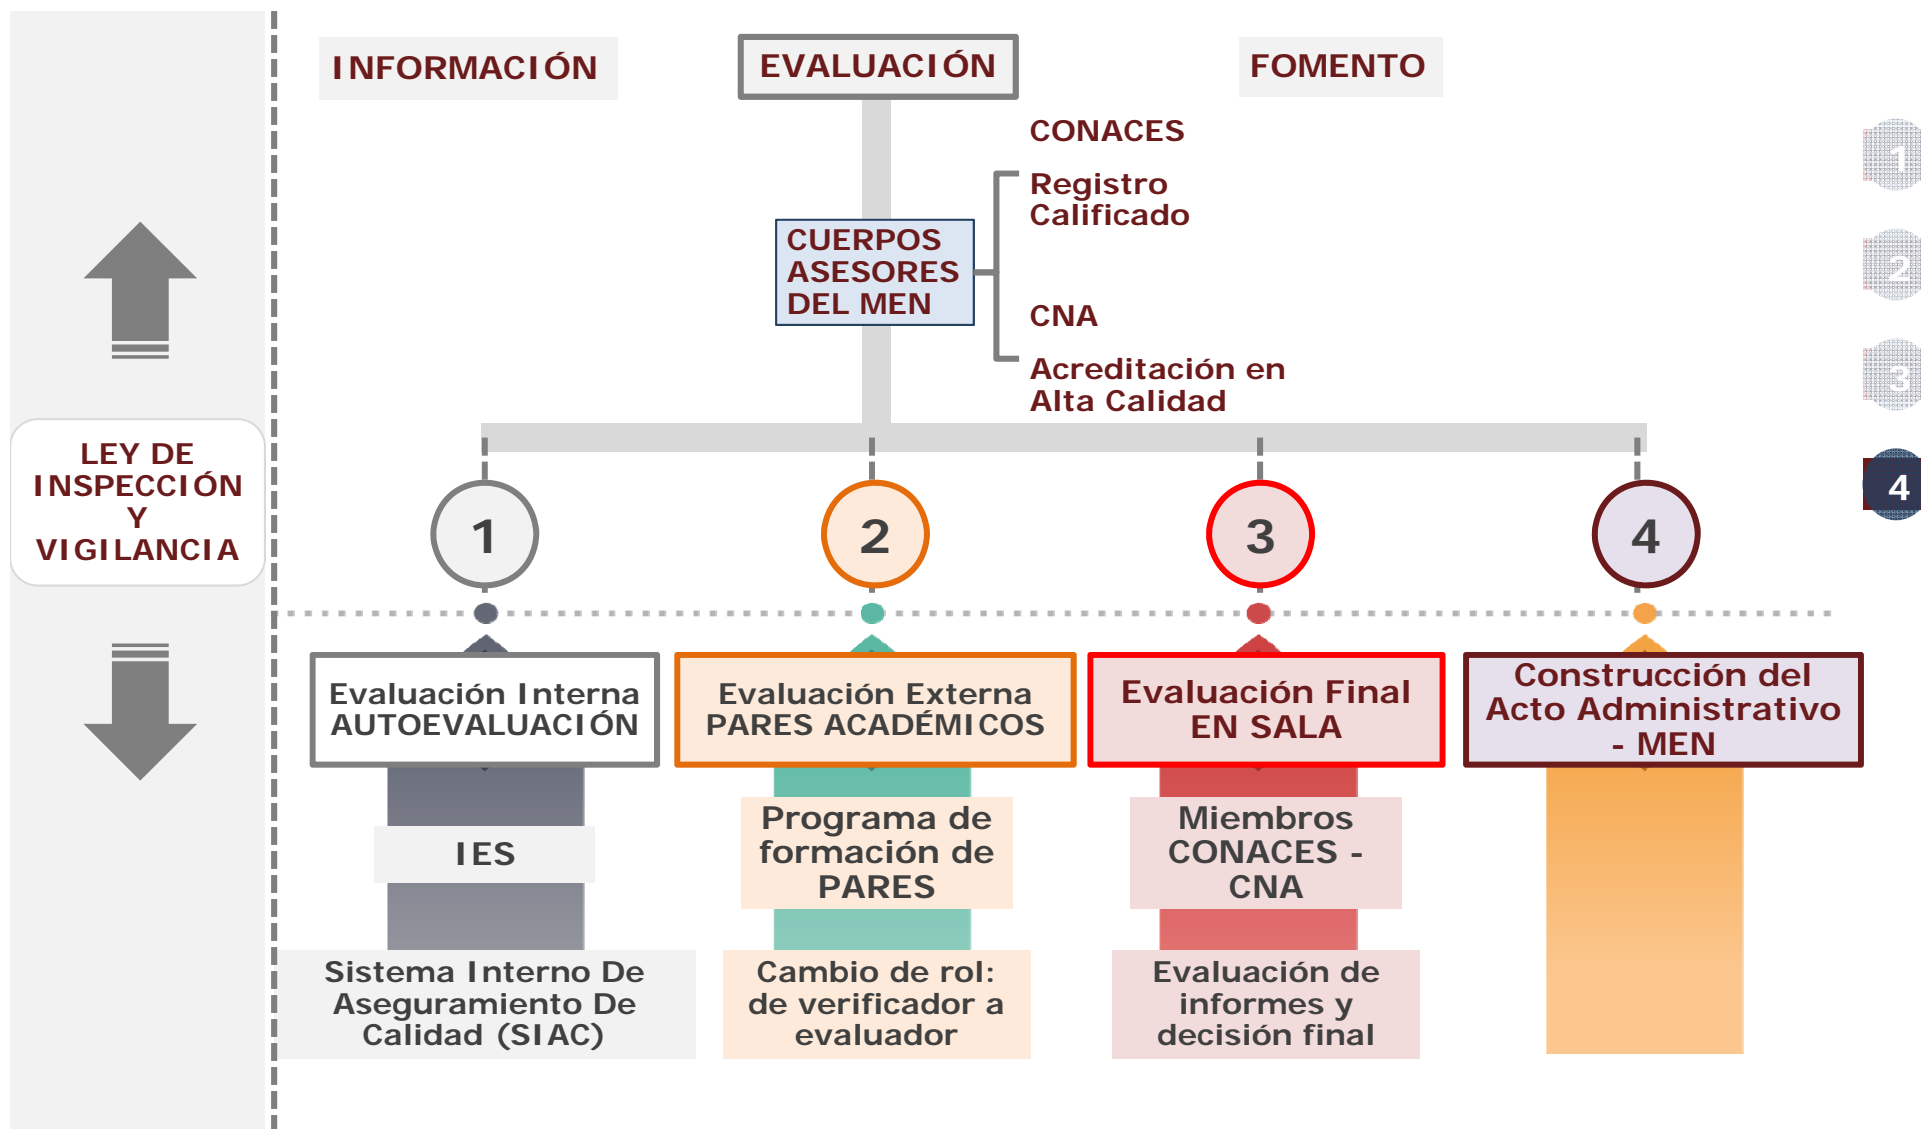 INFORMACIÓN
EVALUACIÓN
FOMENTO
CONACES
Registro
Calificado
CUERPOS
ASESORES
DEL MEN
CNA
Acreditación en
Alta Calidad
LEY DE
INSPECCIÓN
Y
VIGILANCIA
1
2
3
4
1
2
3
4
Evaluación Interna
AUTOEVALUACIÓN
Evaluación Externa
PARES ACADÉMICOS
Evaluación Final
EN SALA
Construcción del
Acto Administrativo
- MEN
IES
Programa de
formación de
PARES
Miembros
CONACES -
CNA
Sistema Interno De
Aseguramiento De
Calidad (SIAC)
Cambio de rol:
de verificador a
evaluador
Evaluación de
informes y
decisión final